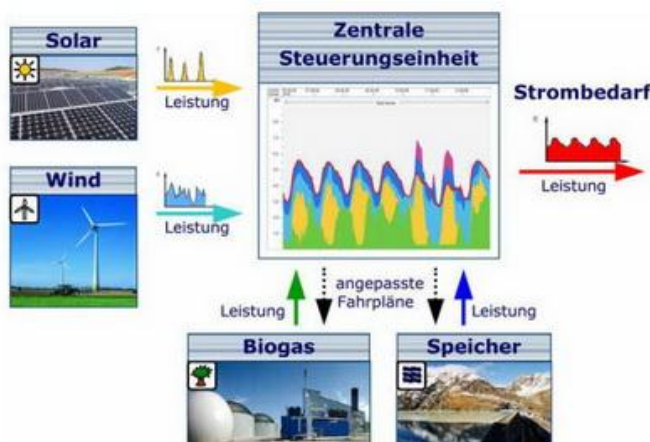 Solar
Leistung
Zentrale
Steuerungseinheit
Strombedarf
Leistung
Wind
Leistung
angepasste
Fahrpläne
Leistung
Leistung
Biogas
Speicher